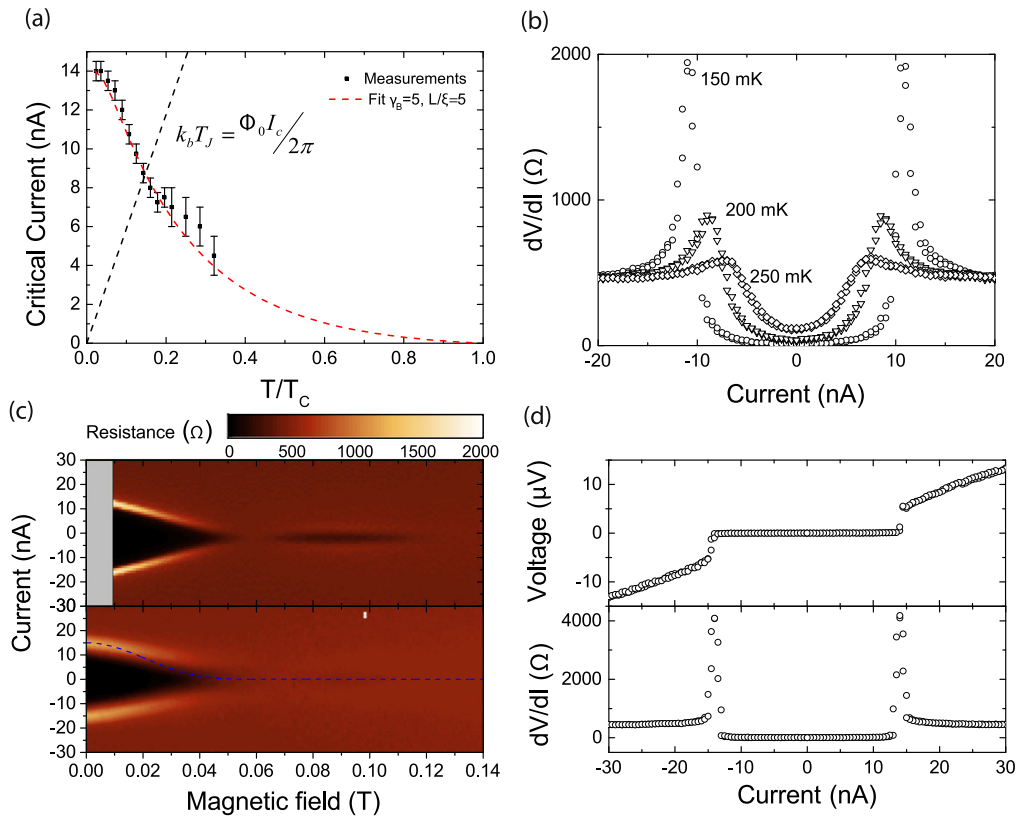 (a)
14
12
10
8
6
4
2
0
Critical Current (nA)
Measurements
Fit γB=5, L/ξ=5
kbTJ = Φ0Ic/2π
0.0 0.2 0.4 0.6 0.8 1.0
T/TC
(b)
2000
1000
0
dV/dI (Ω)
150 mK
200 mK
250 mK
-20 -10 0 10 20
Current (nA)
(c)
Resistance (Ω)
0 500 1000 1500 2000
30
20
10
0
-10
-20
-30
20
10
0
-10
-20
-30
Current (nA)
0.00 0.02 0.04 0.06 0.08 0.10 0.12 0.14
Magnetic field (T)
(d)
10
0
-10
Voltage (µV)
4000
2000
0
dV/dI (Ω)
-30 -20 -10 0 10 20 30
Current (nA)